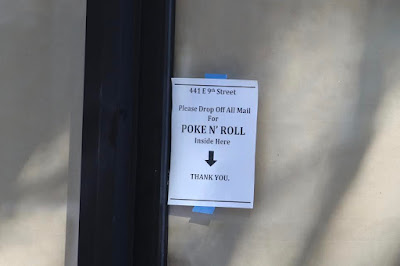 441 E 9th Street
Please Drop Off All Mail
For
POKE N' ROLL
Inside Here
THANK YOU.